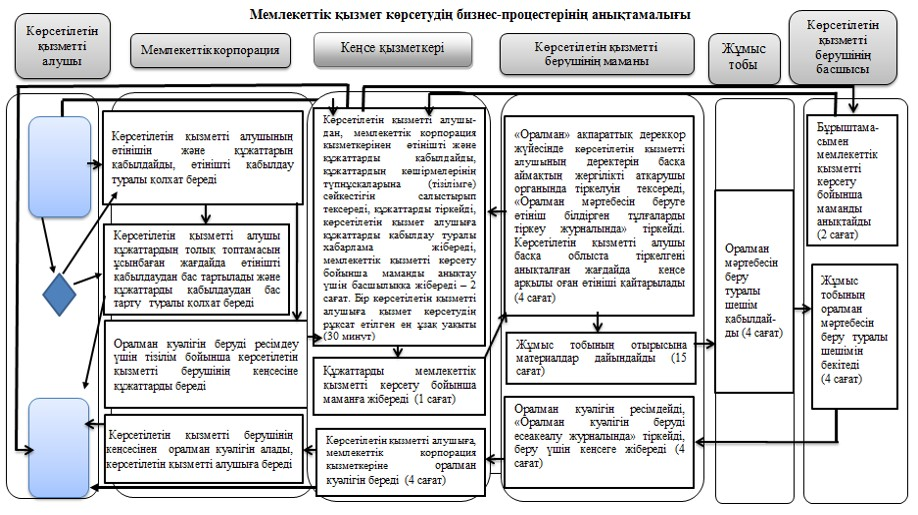 Мемлекеттік қызмет көрсетудің бизнес-процестерінің анықтамалығы
Көрсетілетін
қызметті
алушы
Мемлекеттік корпорация
Кеңсе қызметкері
Көрсетілетін қызметті
берушінің маманы
Жұмыс
тобы
Көрсетілетін
қызметті
берушінің
басшысы
Көрсетілетін қызметті алушының
өтінішін және құжаттарын
қабылдайды, өтінішті қабылдау
туралы қолхат береді
Көрсетілетін қызметті алушы
құжаттардың толық топтамасын
ұсынбаған жағдайда өтінішті
қабылдаудан бас тартылады және
құжаттарды қабылдаудан бас
тарту туралы қолхат береді
Оралман куәлігін беруді ресімдеу
үшін тізілім бойынша көрсетілетін
қызметті берушінің кеңсесіне
құжаттарды береді
Көрсетілетін қызметті берушінің
кеңсесінен оралман куәлігін алады,
көрсетілетін қызметті алушыға береді
Көрсетілетін қызметті алушы-
дан, мемлекеттік корпорация
қызметкерінен өтінішті және
құжаттарды қабылдайды,
құжаттардың көшірмелерінің
түпнұсқаларына (тізілімге)
сәйкестігін салыстырып
тексереді, құжаттарды тіркейді,
көрсетілетін қызмет алушыға
құжаттарды қабылдау туралы
хабарлама жібереді,
мемлекеттік қызметті көрсету
бойынша маманды анықтау
үшін басшылыққа жібереді – 2
сағат. Бір көрсетілетін қызметті
алушыға қызмет көрсетудің
рұқсат етілген ең ұзақ уақыты
(30 минут)
Құжаттарды мемлекеттік
қызметті көрсету бойынша
маманға жібереді (1 сағат)
Көрсетілетін қызметті алушыға,
мемлекеттік корпорация
қызметкеріне оралман
куәлігін береді (4 сағат)
«Оралман» ақпараттық дерекқор
жүйесінде көрсетілетін қызметті
алушының деректерін басқа
аймақтың жергілікті атқарушы
органында тіркелуін тексереді,
«Оралман мәртебесін беруге
өтініш білдірген тұлғаларды
тіркеу журналында» тіркейді.
Көрсетілетін қызметті алушы
басқа облыста тіркелгені
анықталған жағдайда кеңсе
арқылы оған өтініші қайтарылады
(4 сағат)
Жұмыс тобының отырысына
материалдар дайындайды (15
сағат)
Оралман куәлігін ресімдейді,
«Оралман куәлігін беруді
есеакеалу журналында» тіркейді,
беру үшін кеңсеге жібереді (4
сағат)
Оралман
мәртебесін
беру
туралы
шешім
қабылдай-
ды (4 сағат)
Бұрыштама-
сымен
мемлекеттік
қызметті
көрсету
бойынша
маманды
анықтайды
(2 сағат)
Жұмыс
тобының
оралман
мәртебесін
беру туралы
шешімін
бекітеді
(4 сағат)